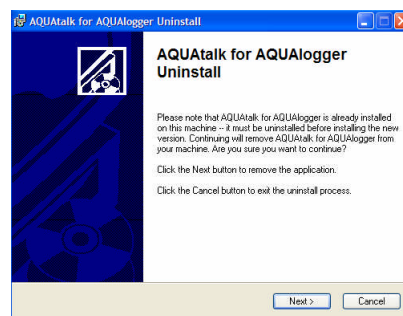 AQUAtalk for AQUAlogger Uninstall
AQUAtalk for AQUAlogger
Uninstall
Please note that AQUAtalk for AQUAlogger is already installed
on this machine -- it must be uninstalled before installing the new
version. Continuing will remove AQUAtalk for AQUAlogger from
your machine. Are you sure you want to continue?
Click the Next button to remove the application.
Click the Cancel button to exit the uninstall process.
Next >
Cancel